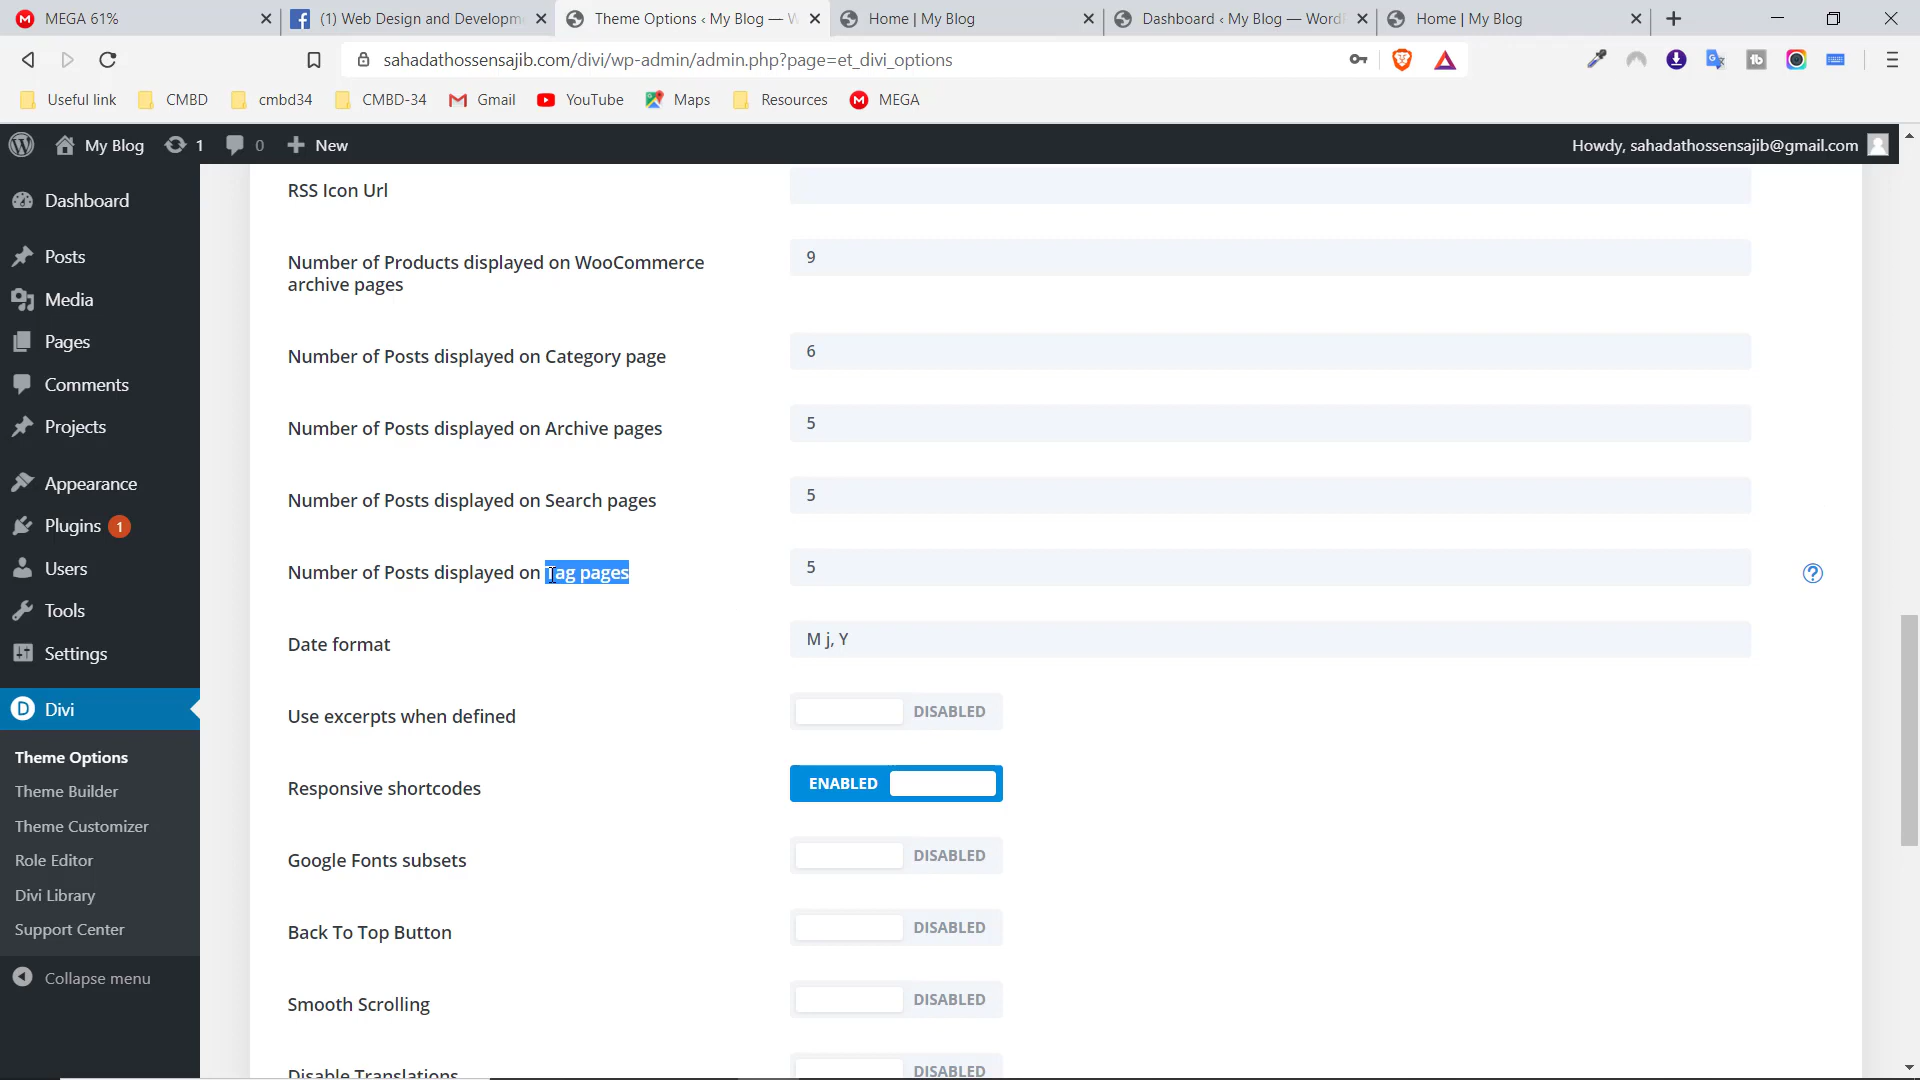 MEGA 61%
(1) Web Design and Developm
Theme Options ‹ My Blog — W
Home | My Blog
Dashboard ‹ My Blog — WordP
Home | My Blog
sahadathossensajib.com/divi/wp-admin/admin.php?page=et_divi_options
Useful link
CMBD
cmbd34
CMBD-34
Gmail
YouTube
Maps
Resources
MEGA
My Blog
1
0
New
Howdy, sahadathossensajib@gmail.com
Dashboard
Posts
Media
Pages
Comments
Projects
Appearance
Plugins 1
Users
Tools
Settings
Divi
Theme Options
Theme Builder
Theme Customizer
Role Editor
Divi Library
Support Center
Collapse menu
RSS Icon Url
Number of Products displayed on WooCommerce
archive pages
9
Number of Posts displayed on Category page
6
Number of Posts displayed on Archive pages
5
Number of Posts displayed on Search pages
5
Number of Posts displayed on Tag pages
5
Date format
M j, Y
Use excerpts when defined
DISABLED
Responsive shortcodes
ENABLED
Google Fonts subsets
DISABLED
Back To Top Button
DISABLED
Smooth Scrolling
DISABLED
Disable Translations
DISABLED